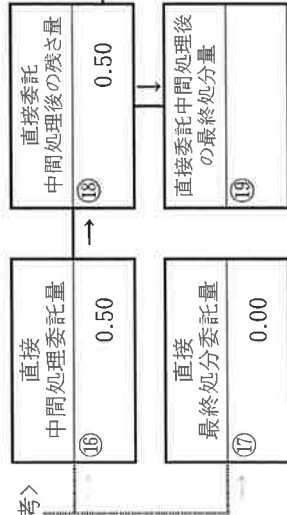 考>
直接
中間処理委託量
⑯
0.50
→
直接委託
中間処理後の残さ量
⑱
0.50
直接
最終処分委託量
⑰
0.00
→
直接委託中間処理後
の最終処分量
⑲